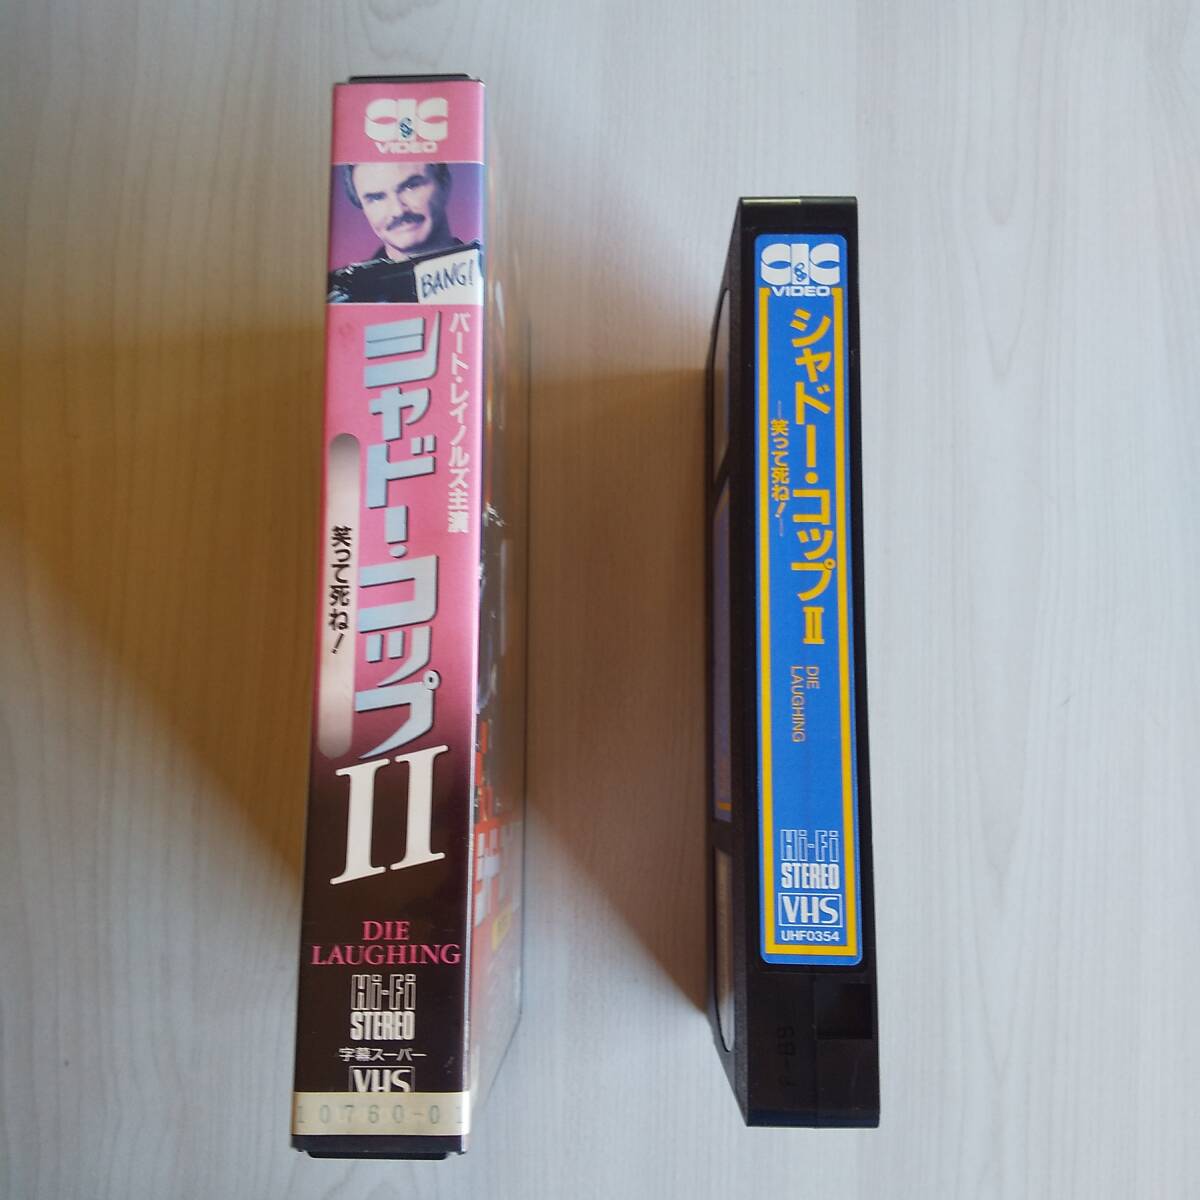 CIC
VIDEO
BANG!
バート・レイノルズ主演
シャドー・コップ
II
笑って死ね!
DIE
LAUGHING
Hi-Fi
STEREO
字幕スーパー
VHS
10760-01
CIC
VIDEO
シャドー・コップII
―笑って死ね!―
DIE
LAUGHING
Hi-Fi
STEREO
VHS
UHF0354